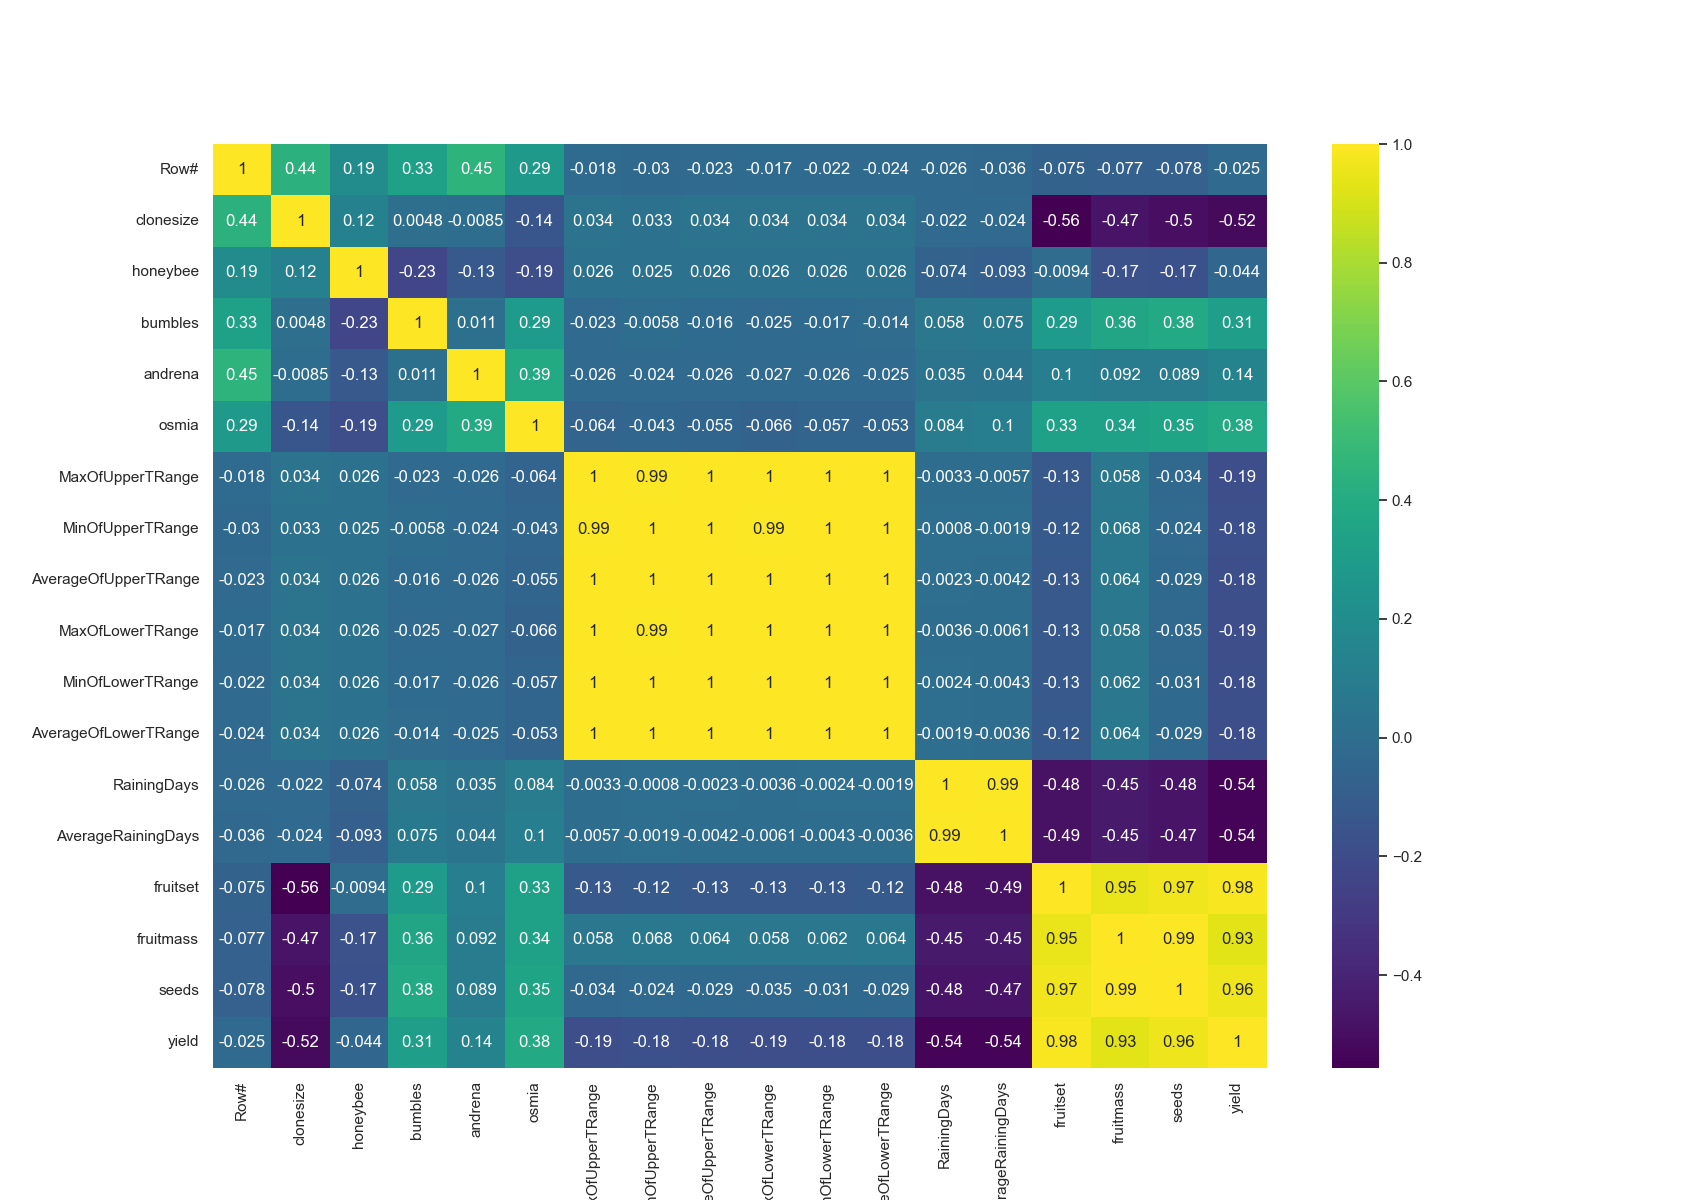 Row# 1 0.44 0.19 0.33 0.45 0.29 -0.018 -0.03 -0.023 -0.017 -0.022 -0.024 -0.026 -0.036 -0.075 -0.077 -0.078 -0.025
clonesize 0.44 1 0.12 0.0048 -0.0085 -0.14 0.034 0.033 0.034 0.034 0.034 0.034 -0.022 -0.024 -0.56 -0.47 -0.5 -0.52
honeybee 0.19 0.12 1 -0.23 -0.13 -0.19 0.026 0.025 0.026 0.026 0.026 0.026 -0.074 -0.093 -0.0094 -0.17 -0.17 -0.044
bumbles 0.33 0.0048 -0.23 1 0.011 0.29 -0.023 -0.0058 -0.016 -0.025 -0.017 -0.014 0.058 0.075 0.29 0.36 0.38 0.31
andrena 0.45 -0.0085 -0.13 0.011 1 0.39 -0.026 -0.024 -0.026 -0.027 -0.026 -0.025 0.035 0.044 0.1 0.092 0.089 0.14
osmia 0.29 -0.14 -0.19 0.29 0.39 1 -0.064 -0.043 -0.055 -0.066 -0.057 -0.053 0.084 0.1 0.33 0.34 0.35 0.38
MaxOfUpperTRange -0.018 0.034 0.026 -0.023 -0.026 -0.064 1 0.99 1 1 1 1 -0.0033 -0.0057 -0.13 0.058 -0.034 -0.19
MinOfUpperTRange -0.03 0.033 0.025 -0.0058 -0.024 -0.043 0.99 1 1 0.99 1 1 -0.0008 -0.0019 -0.12 0.068 -0.024 -0.18
AverageOfUpperTRange -0.023 0.034 0.026 -0.016 -0.026 -0.055 1 1 1 1 1 1 -0.0023 -0.0042 -0.13 0.064 -0.029 -0.18
MaxOfLowerTRange -0.017 0.034 0.026 -0.025 -0.027 -0.066 1 0.99 1 1 1 1 -0.0036 -0.0061 -0.13 0.058 -0.035 -0.19
MinOfLowerTRange -0.022 0.034 0.026 -0.017 -0.026 -0.057 1 1 1 1 1 1 -0.0024 -0.0043 -0.13 0.062 -0.031 -0.18
AverageOfLowerTRange -0.024 0.034 0.026 -0.014 -0.025 -0.053 1 1 1 1 1 1 -0.0019 -0.0036 -0.12 0.064 -0.029 -0.18
RainingDays -0.026 -0.022 -0.074 0.058 0.035 0.084 -0.0033 -0.0008 -0.0023 -0.0036 -0.0024 -0.0019 1 0.99 -0.48 -0.45 -0.48 -0.54
AverageRainingDays -0.036 -0.024 -0.093 0.075 0.044 0.1 -0.0057 -0.0019 -0.0042 -0.0061 -0.0043 -0.0036 0.99 1 -0.49 -0.45 -0.47 -0.54
fruitset -0.075 -0.56 -0.0094 0.29 0.1 0.33 -0.13 -0.12 -0.13 -0.13 -0.13 -0.12 -0.48 -0.49 1 0.95 0.97 0.98
fruitmass -0.077 -0.47 -0.17 0.36 0.092 0.34 0.058 0.068 0.064 0.058 0.062 0.064 -0.45 -0.45 0.95 1 0.99 0.93
seeds -0.078 -0.5 -0.17 0.38 0.089 0.35 -0.034 -0.024 -0.029 -0.035 -0.031 -0.029 -0.48 -0.47 0.97 0.99 1 0.96
yield -0.025 -0.52 -0.044 0.31 0.14 0.38 -0.19 -0.18 -0.18 -0.19 -0.18 -0.18 -0.54 -0.54 0.98 0.93 0.96 1
Row#
clonesize
honeybee
bumbles
andrena
osmia
xOfUpperTRange
nOfUpperTRange
eOfUpperTRange
xOfLowerTRange
nOfLowerTRange
eOfLowerTRange
RainingDays
rageRainingDays
fruitset
fruitmass
seeds
yield
1.0
0.8
0.6
0.4
0.2
0.0
−0.2
−0.4